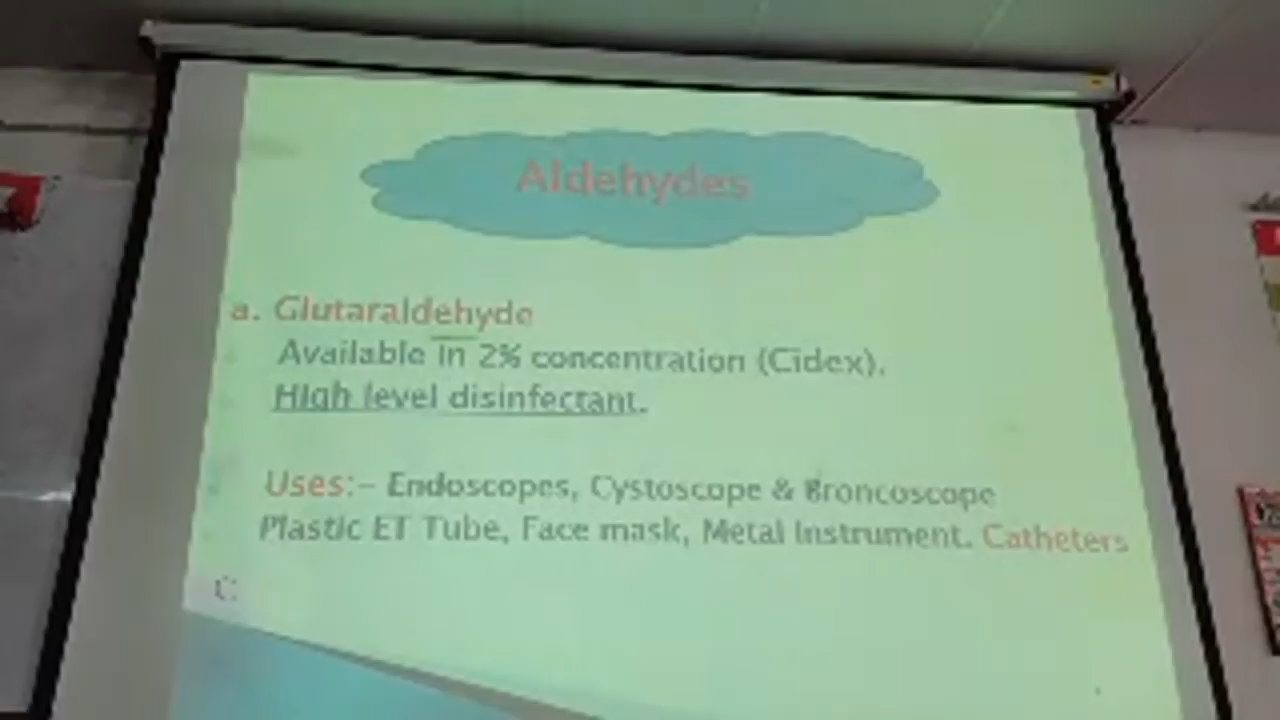 Aldehydes
a. Glutaraldehyde
Available in 2% concentration (Cidex).
High level disinfectant.
Uses:- Endoscopes, Cystoscope & Broncoscope
Plastic ET Tube, Face mask, Metal Instrument. Catheters